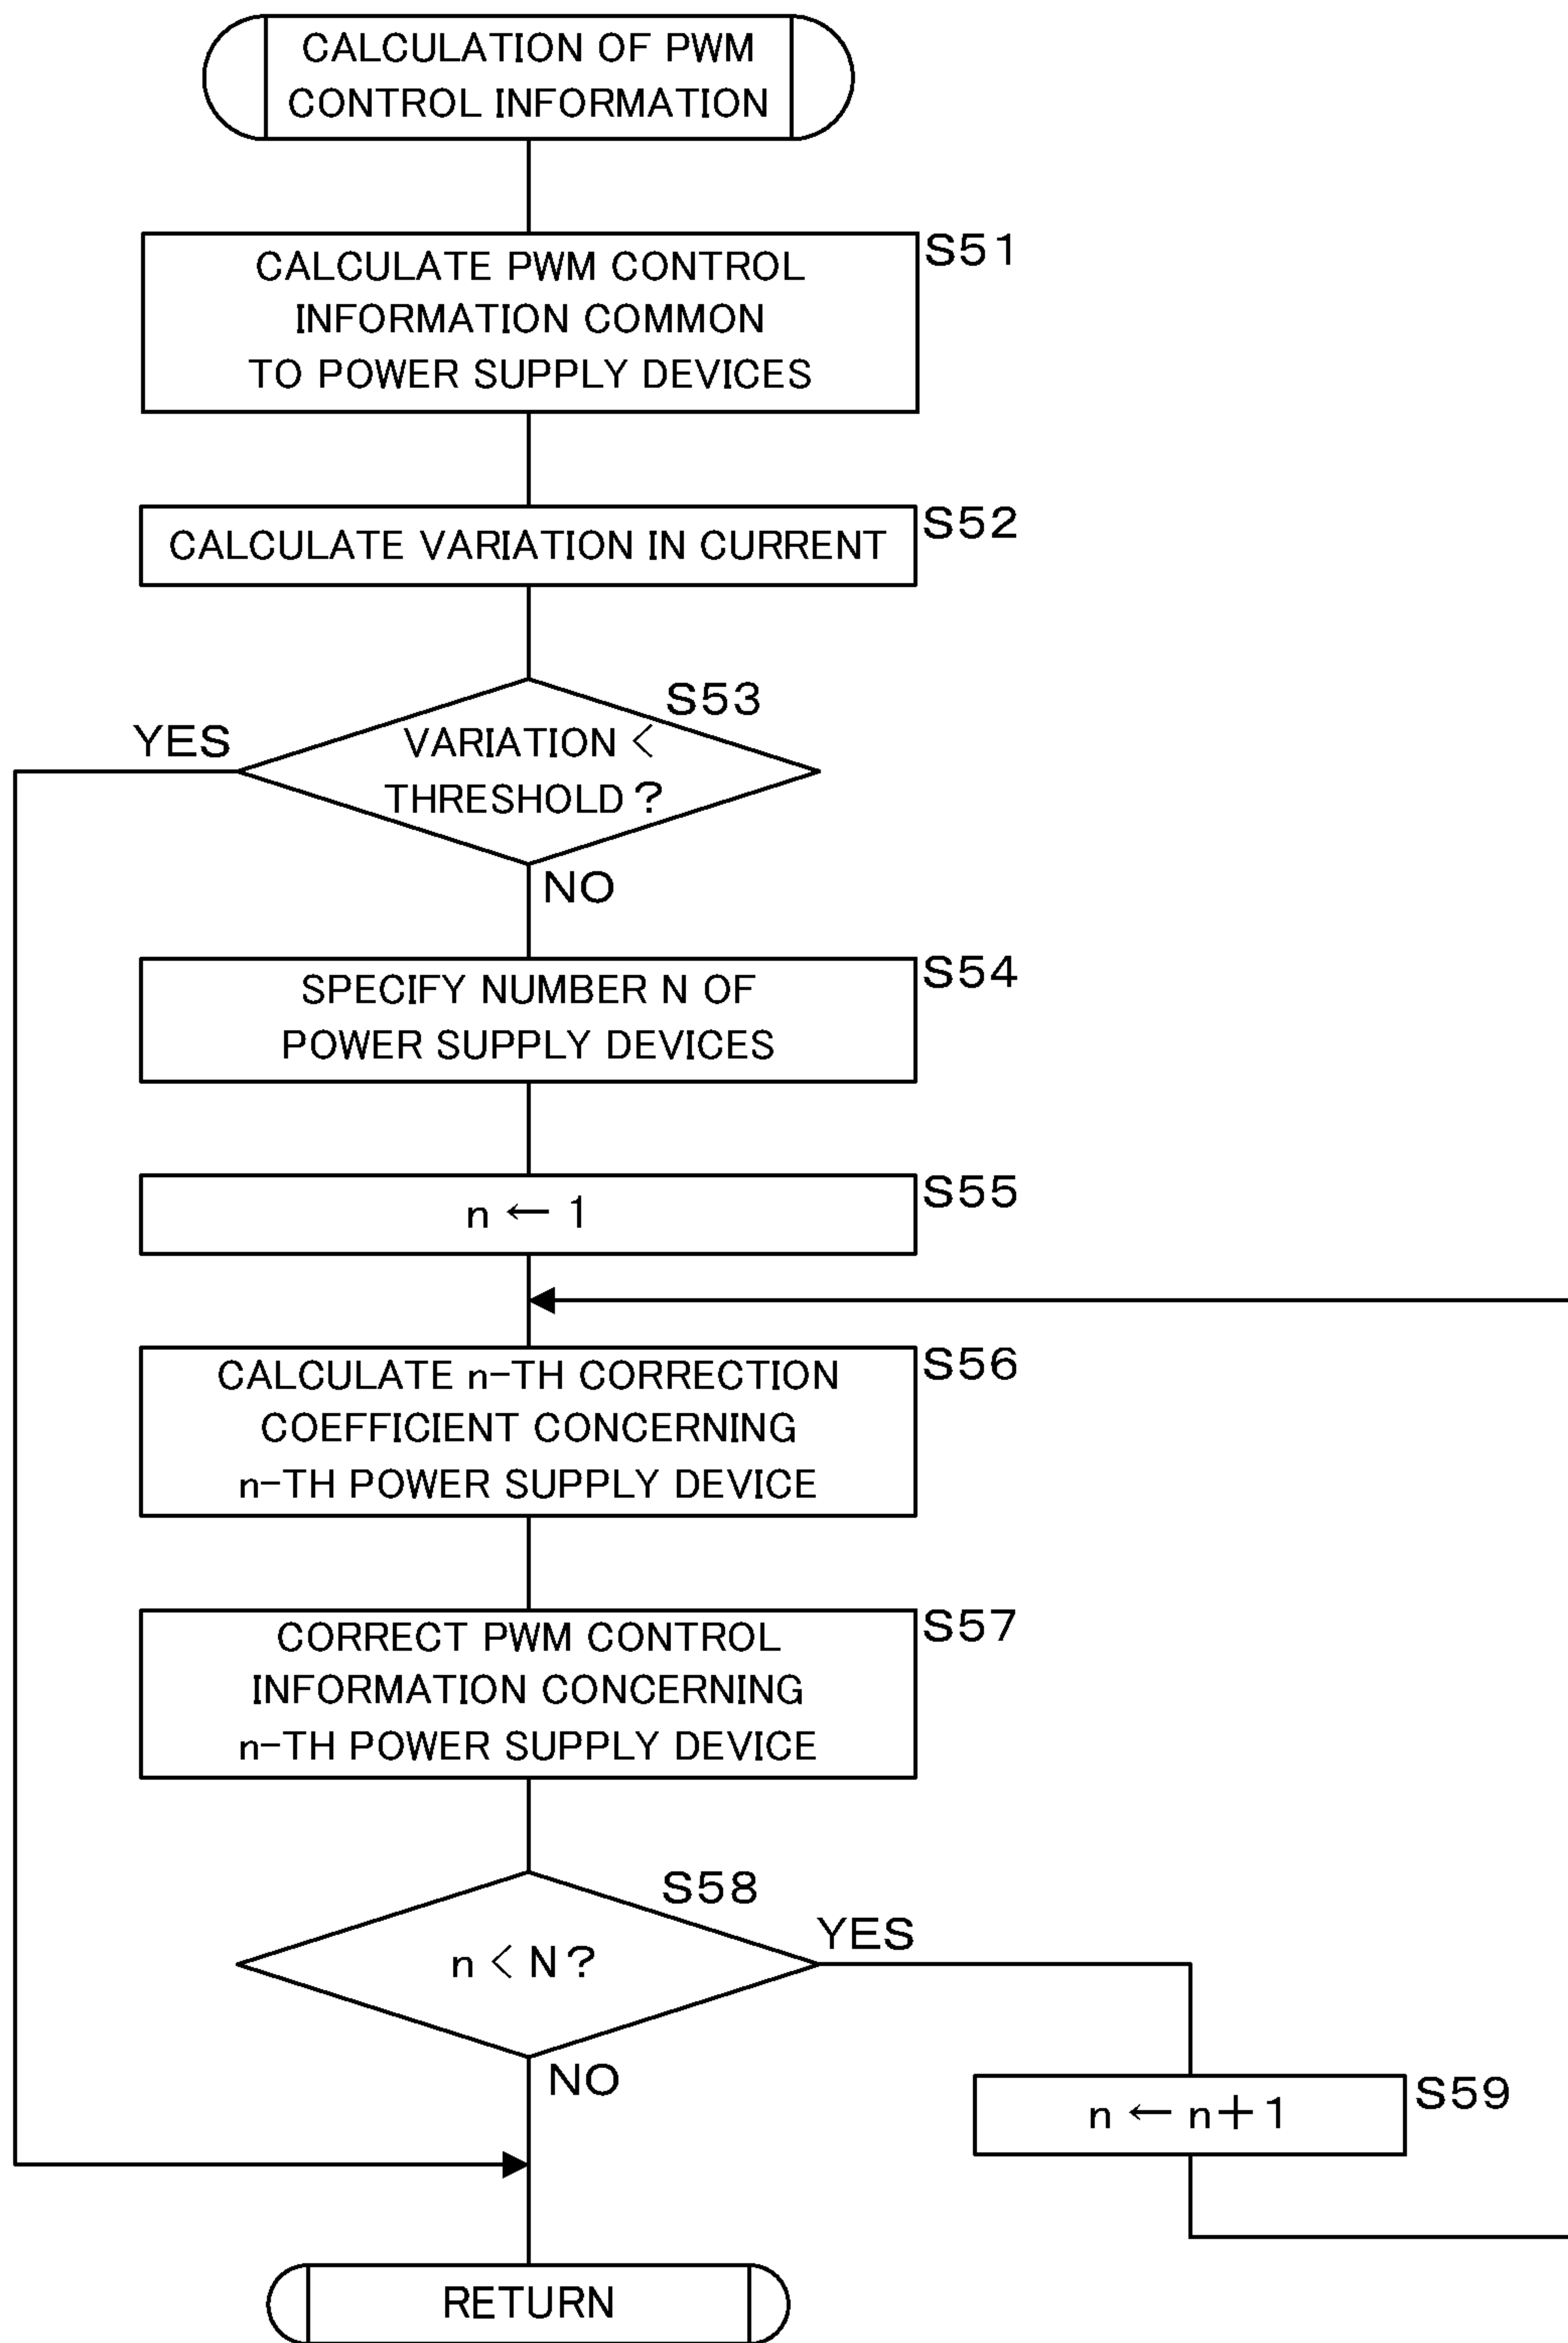 CALCULATION OF PWM
CONTROL INFORMATION
S51
CALCULATE PWM CONTROL
INFORMATION COMMON
TO POWER SUPPLY DEVICES
S52
CALCULATE VARIATION IN CURRENT
S53
YES
VARIATION <
THRESHOLD ?
NO
S54
SPECIFY NUMBER N OF
POWER SUPPLY DEVICES
S55
n ← 1
S56
CALCULATE n-TH CORRECTION
COEFFICIENT CONCERNING
n-TH POWER SUPPLY DEVICE
S57
CORRECT PWM CONTROL
INFORMATION CONCERNING
n-TH POWER SUPPLY DEVICE
S58
YES
n < N ?
NO
S59
n ← n+1
RETURN